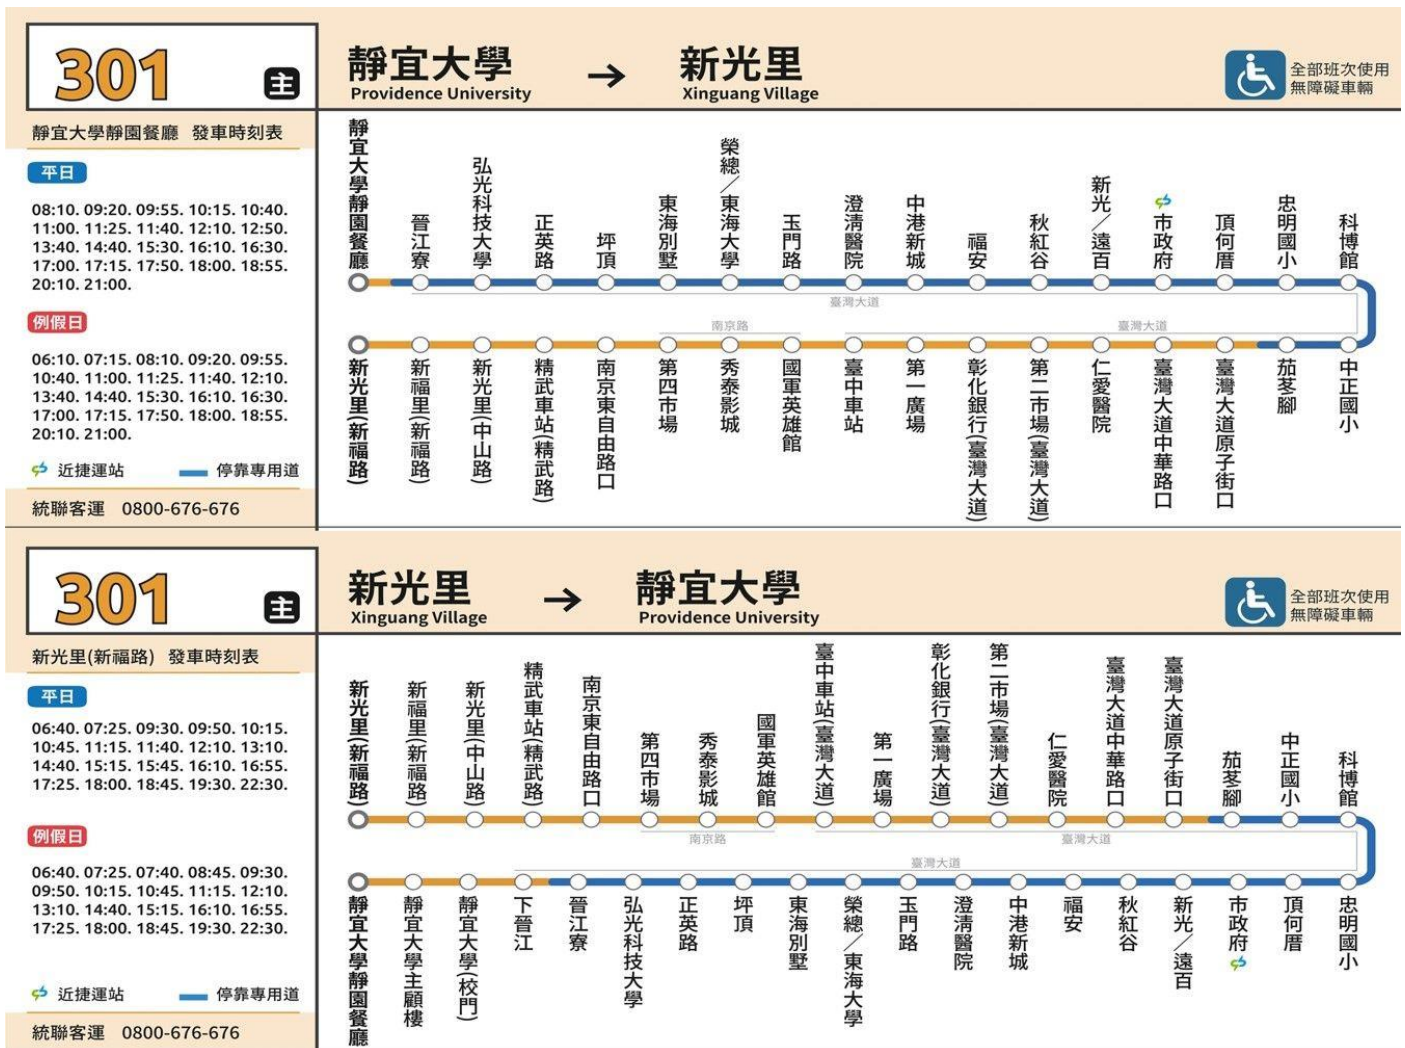 301 主
靜宜大學 → 新光里
Providence University Xinguang Village
全部班次使用
無障礙車輛
靜宜大學靜園餐廳 發車時刻表
平日
08:10. 09:20. 09:55. 10:15. 10:40.
11:00. 11:25. 11:40. 12:10. 12:50.
13:40. 14:40. 15:30. 16:10. 16:30.
17:00. 17:15. 17:50. 18:00. 18:55.
20:10. 21:00.
例假日
06:10. 07:15. 08:10. 09:20. 09:55.
10:40. 11:00. 11:25. 11:40. 12:10.
13:40. 14:40. 15:30. 16:10. 16:30.
17:00. 17:15. 17:50. 18:00. 18:55.
20:10. 21:00.
近捷運站 停靠專用道
統聯客運 0800-676-676
靜宜大學靜園餐廳
晉江寮
弘光科技大學
正英路
坪頂
東海別墅
榮總／東海大學
玉門路
澄清醫院
中港新城
福安
秋紅谷
新光／遠百
市政府
頂何厝
忠明國小
科博館
臺灣大道
南京路
臺灣大道
新光里(新福路)
新福里(新福路)
新光里(中山路)
精武車站(精武路)
南京東自由路口
第四市場
秀泰影城
國軍英雄館
臺中車站
第一廣場
彰化銀行(臺灣大道)
第二市場(臺灣大道)
仁愛醫院
臺灣大道中華路口
臺灣大道原子街口
茄苳腳
中正國小
301 主
新光里 → 靜宜大學
Xinguang Village Providence University
全部班次使用
無障礙車輛
新光里(新福路) 發車時刻表
平日
06:40. 07:25. 09:30. 09:50. 10:15.
10:45. 11:15. 11:40. 12:10. 13:10.
14:40. 15:15. 15:45. 16:10. 16:55.
17:25. 18:00. 18:45. 19:30. 22:30.
例假日
06:40. 07:25. 07:40. 08:45. 09:30.
09:50. 10:15. 10:45. 11:15. 12:10.
13:10. 14:40. 15:15. 16:10. 16:55.
17:25. 18:00. 18:45. 19:30. 22:30.
近捷運站 停靠專用道
統聯客運 0800-676-676
新光里(新福路)
新福里(新福路)
新光里(中山路)
精武車站(精武路)
南京東自由路口
第四市場
秀泰影城
國軍英雄館
臺中車站(臺灣大道)
第一廣場
彰化銀行(臺灣大道)
第二市場(臺灣大道)
仁愛醫院
臺灣大道中華路口
臺灣大道原子街口
茄苳腳
中正國小
科博館
南京路
臺灣大道
臺灣大道
靜宜大學靜園餐廳
靜宜大學主顧樓
靜宜大學(校門)
下晉江
晉江寮
弘光科技大學
正英路
坪頂
東海別墅
榮總／東海大學
玉門路
澄清醫院
中港新城
福安
秋紅谷
新光／遠百
市政府
頂何厝
忠明國小